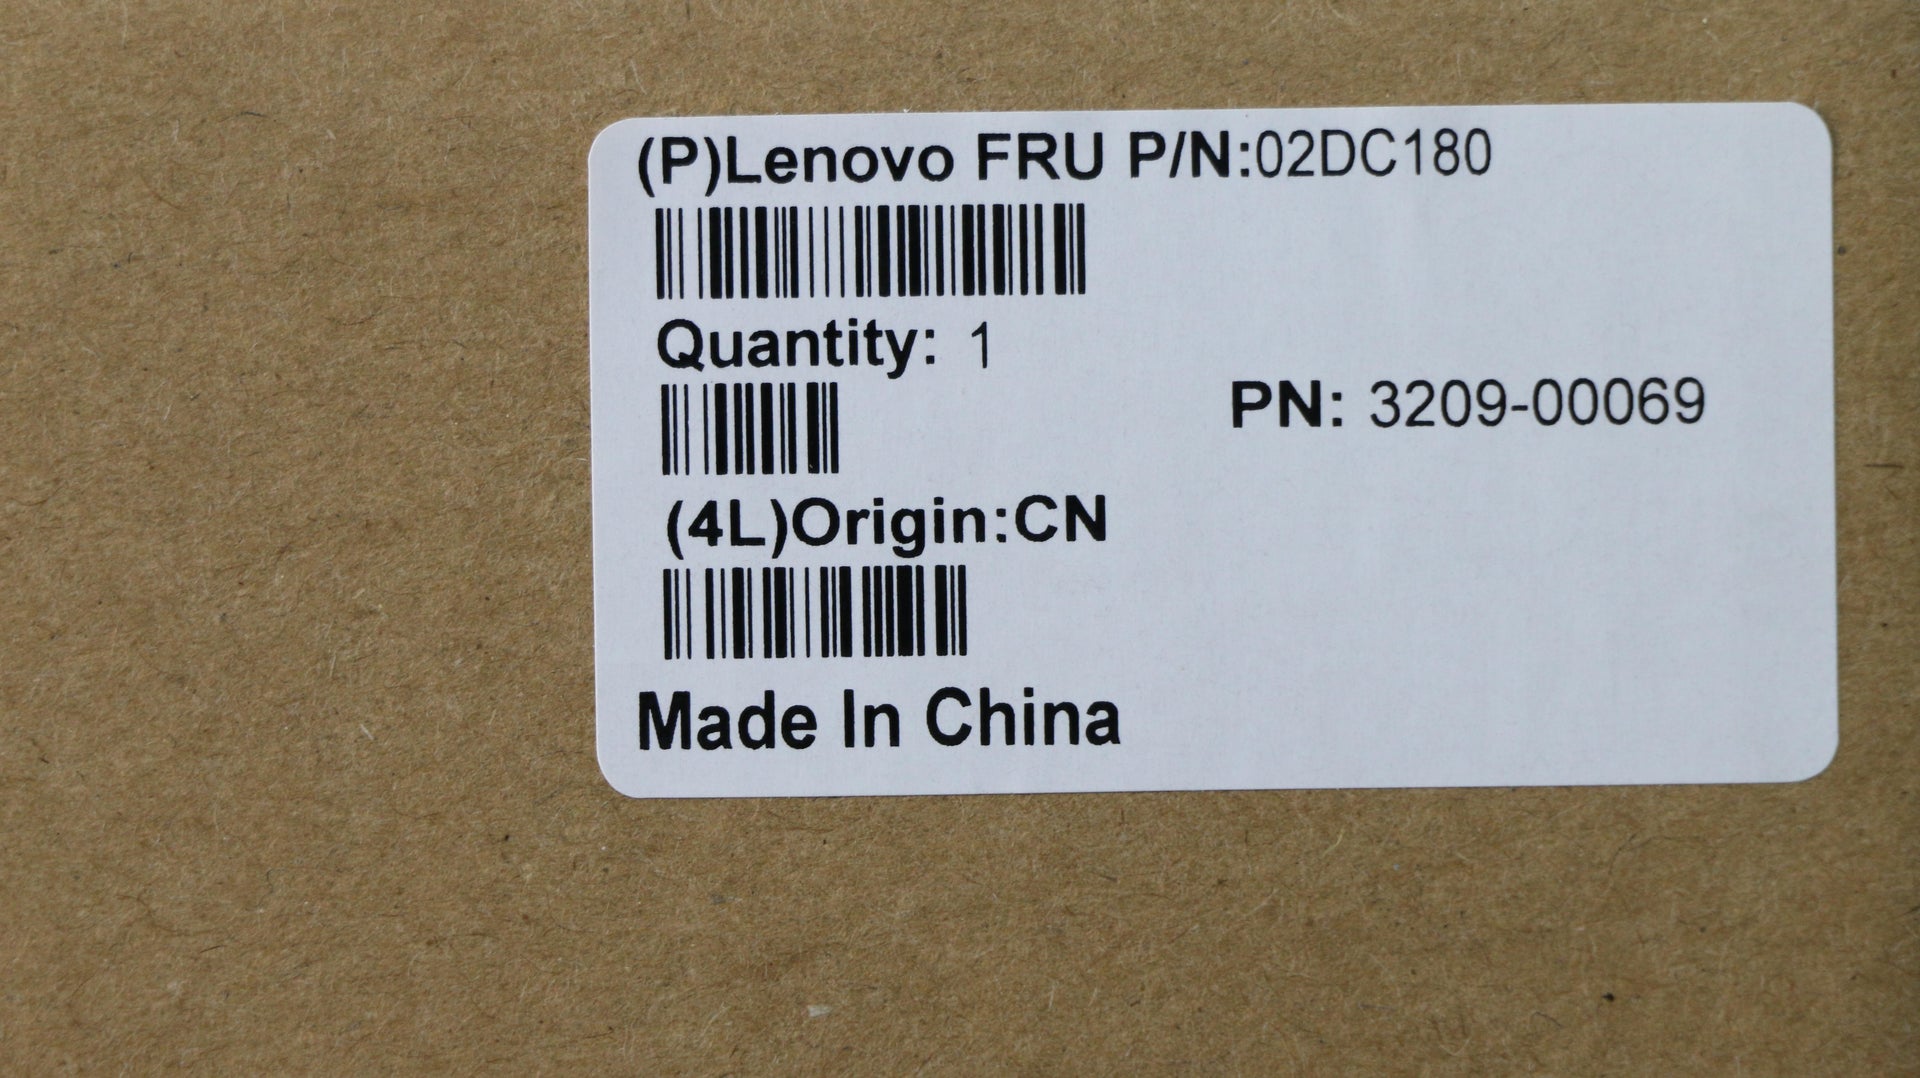 (P)Lenovo FRU P/N:02DC180
Quantity: 1
PN: 3209-00069
(4L)Origin:CN
Made In China